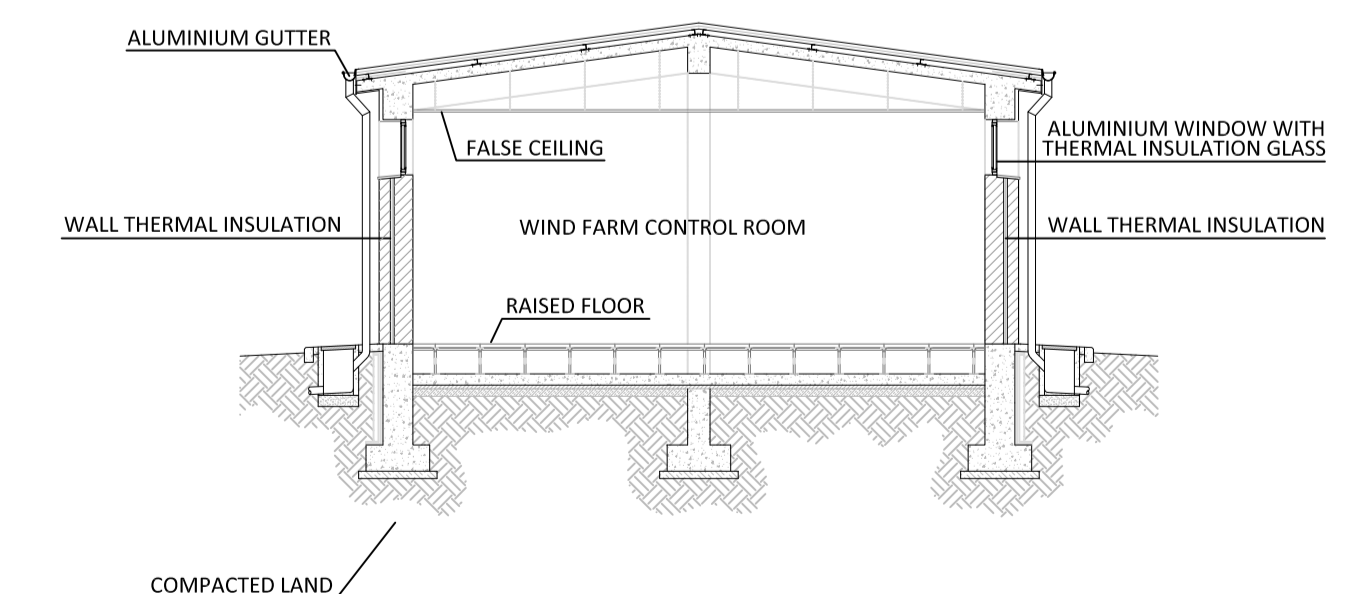 ALUMINIUM GUTTER
FALSE CEILING
ALUMINIUM WINDOW WITH
THERMAL INSULATION GLASS
WALL THERMAL INSULATION
WIND FARM CONTROL ROOM
WALL THERMAL INSULATION
RAISED FLOOR
COMPACTED LAND